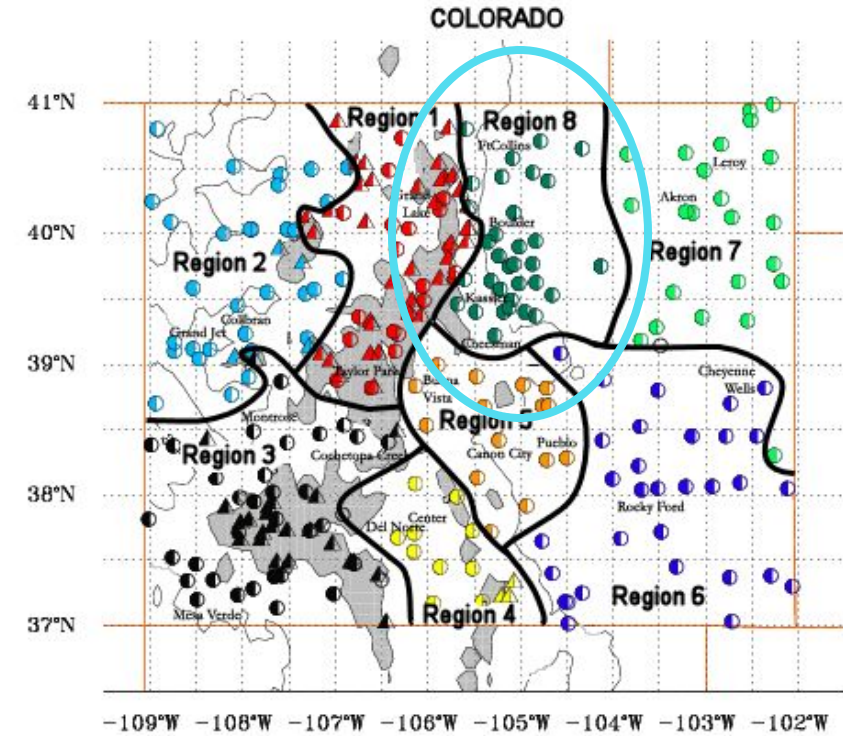 COLORADO
41°N
Region 1
Region 8
FtCollins
Leroy
Grand
Lake
Akron
40°N
Boulder
Region 7
Region 2
Kassler
Collbran
Grand Jct
Cheesman
39°N
Taylor Park
Buena
Vista
Cheyenne
Wells
Montrose
Region 5
Region 3
Cochetopa Creek
Canon City
Pueblo
38°N
Rocky Ford
Del Norte
Center
Mesa Verde
Region 4
Region 6
37°N
-109°W -108°W -107°W -106°W -105°W -104°W -103°W -102°W